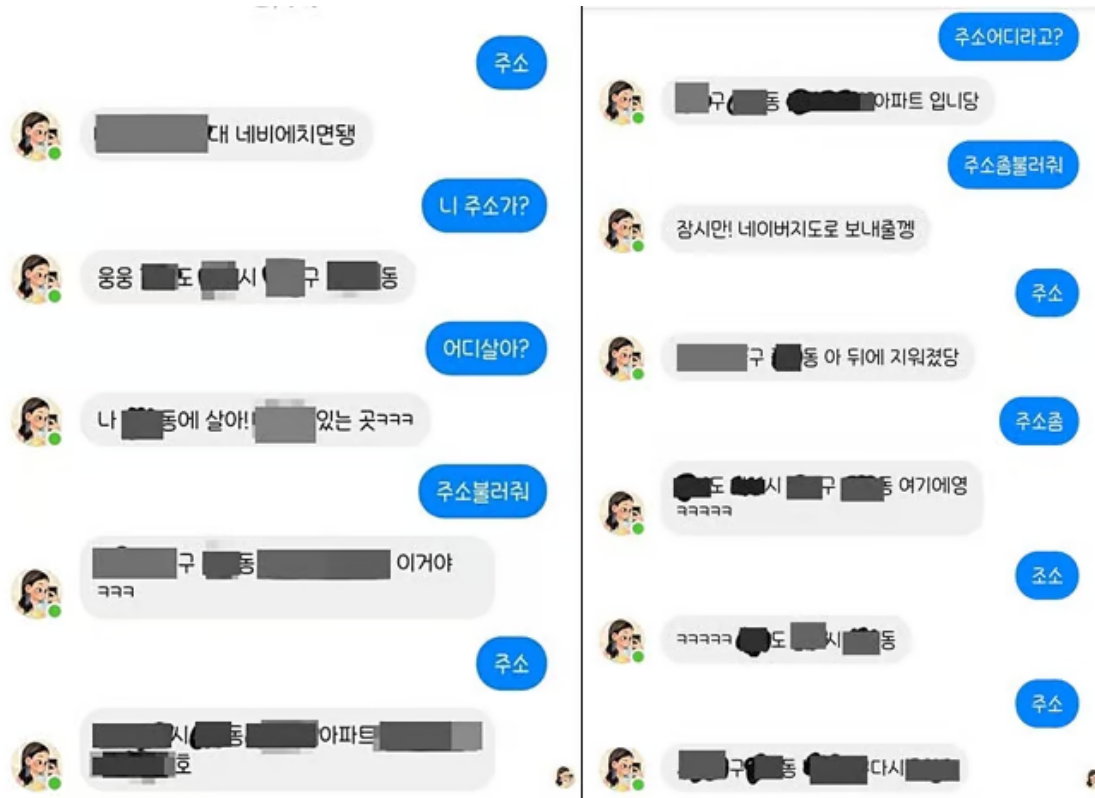 주소
대 네비에치면됑
니 주소가?
웅웅 도 시 구 동
어디살아?
나 동에 살아! 있는 곳ㅋㅋㅋ
주소불러줘
구 동 이거야
ㅋㅋㅋ
주소
시 동 아파트
호
주소어디라고?
구 동 아파트 입니당
주소좀불러줘
잠시만! 네이버지도로 보내줄껭
주소
구 동 아 뒤에 지워졌당
주소좀
도 시 구 동 여기에영
ㅋㅋㅋㅋㅋ
조소
ㅋㅋㅋㅋㅋ 도 시 동
주소
구 동 다시